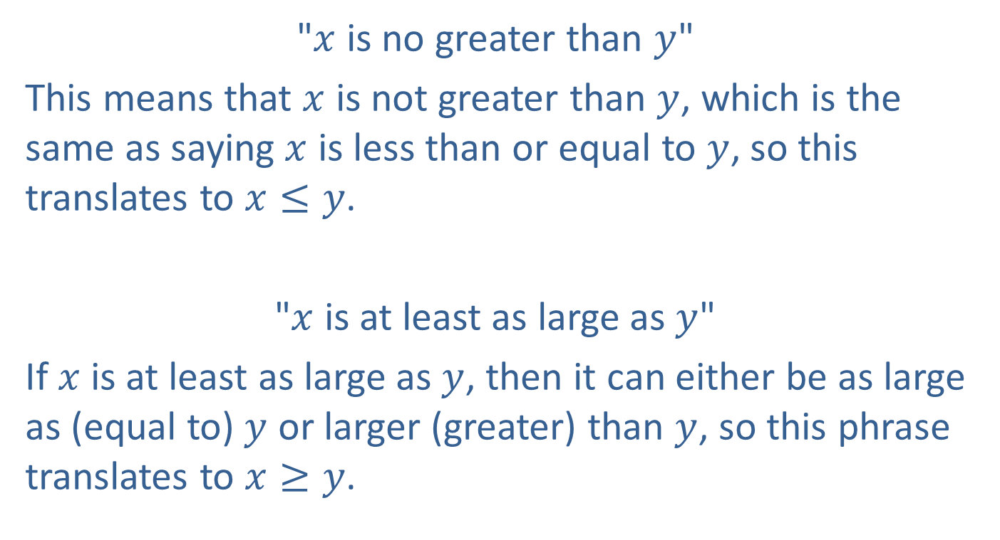 "x is no greater than y"
This means that x is not greater than y, which is the
same as saying x is less than or equal to y, so this
translates to x ≤ y.
"x is at least as large as y"
If x is at least as large as y, then it can either be as large
as (equal to) y or larger (greater) than y, so this phrase
translates to x ≥ y.